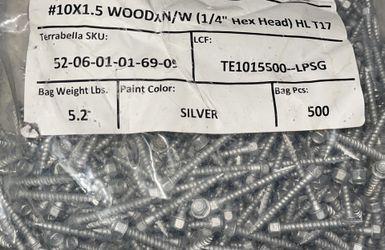 #10X1.5 WOOD N/W (1/4" Hex Head) HL T17
Terrabella SKU:
LCF:
52-06-01-01-69-0
TE1015500--LPSG
Bag Weight Lbs.
Paint Color:
Bag Pcs:
5.2
SILVER
500